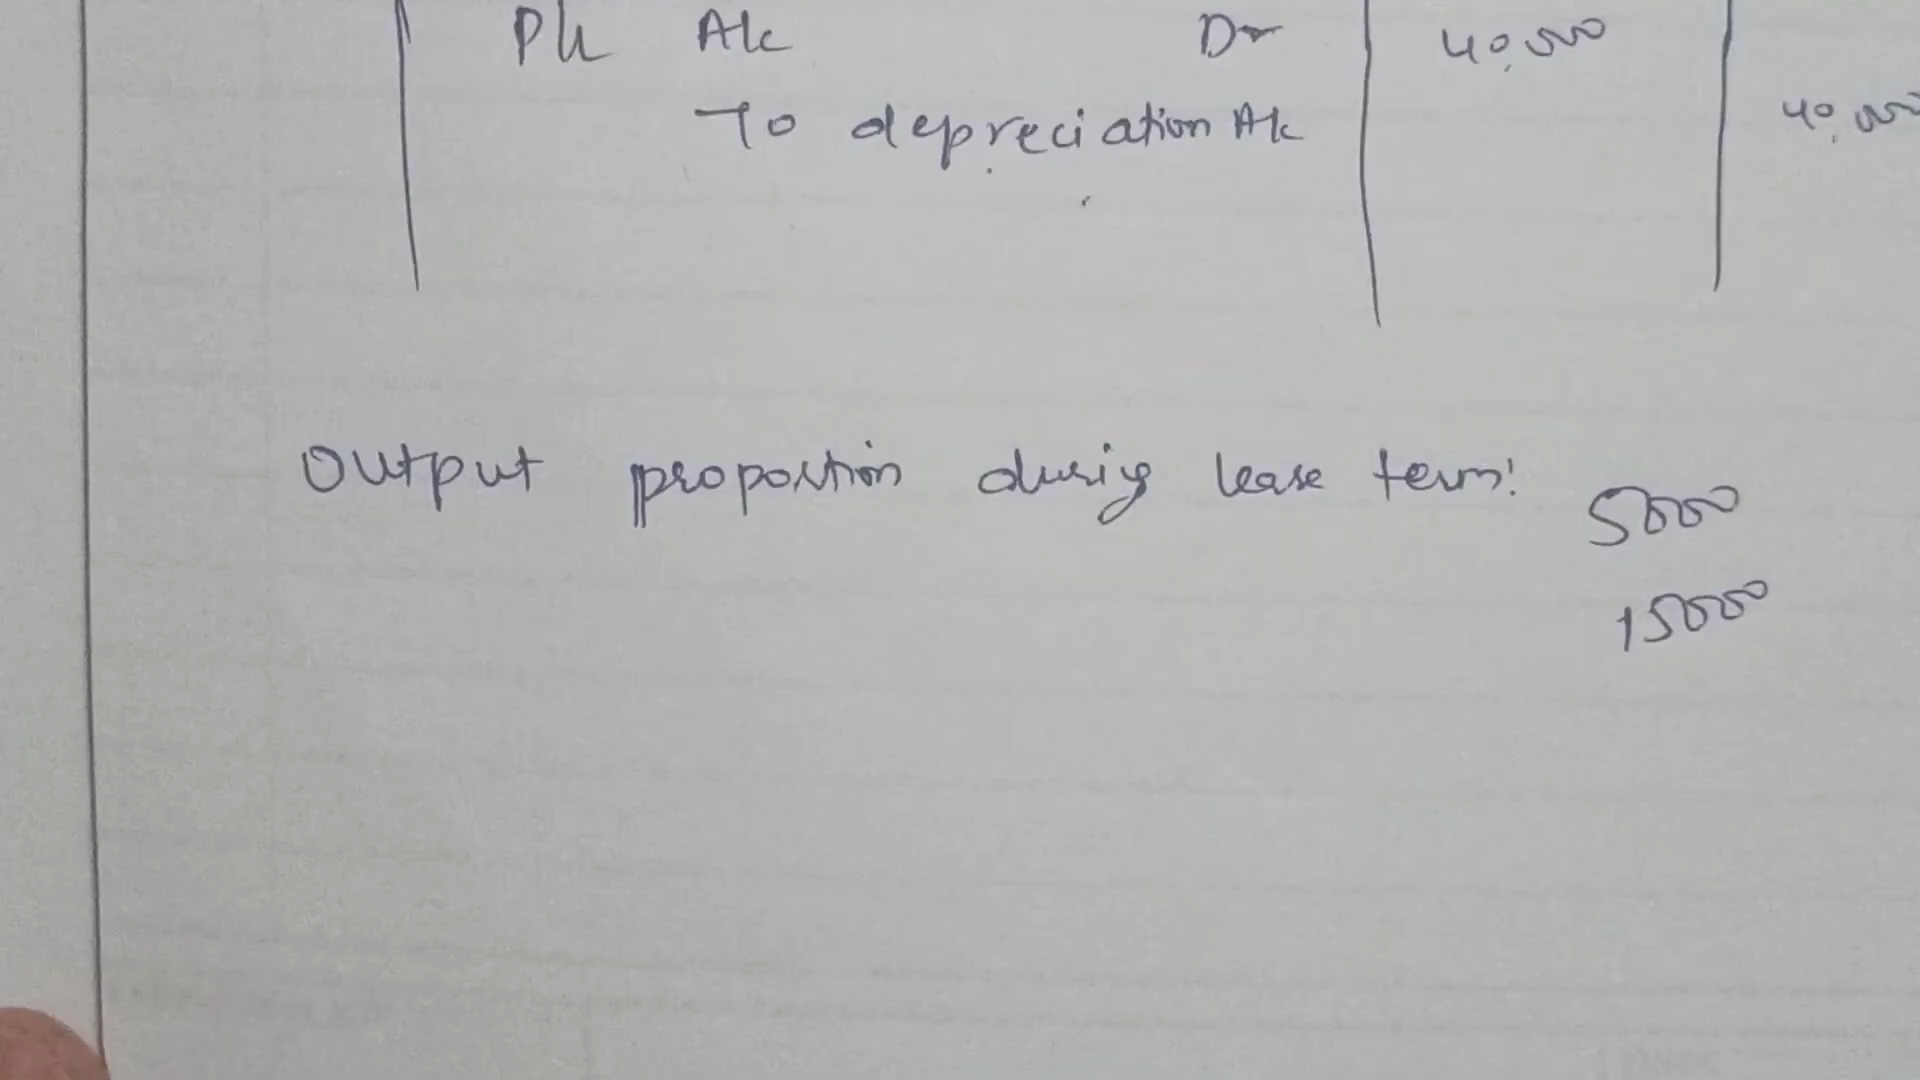 P/L A/c Dr 40,000
To depreciation A/c 40,000
Output proportion during lease term: 5000
15000